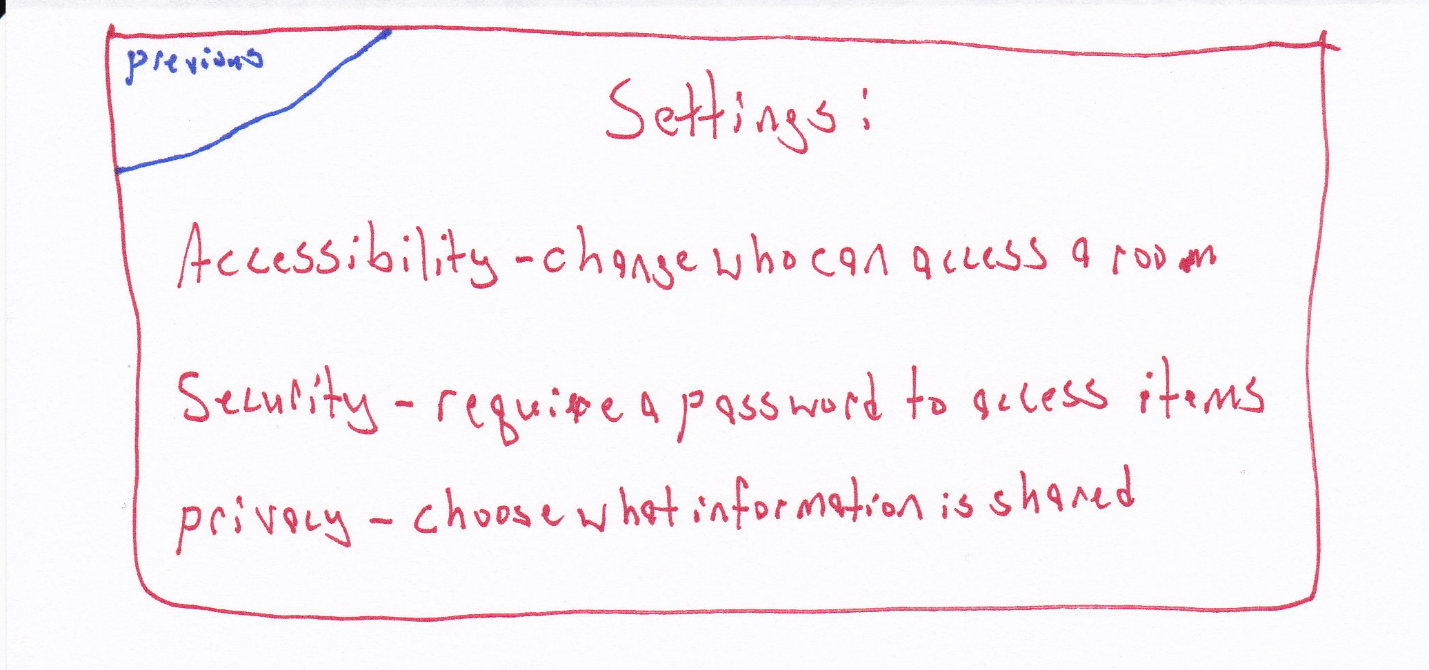 previous
Settings:
Accessibility - change who can access a room
Security - require a password to access items
privacy - choose what information is shared